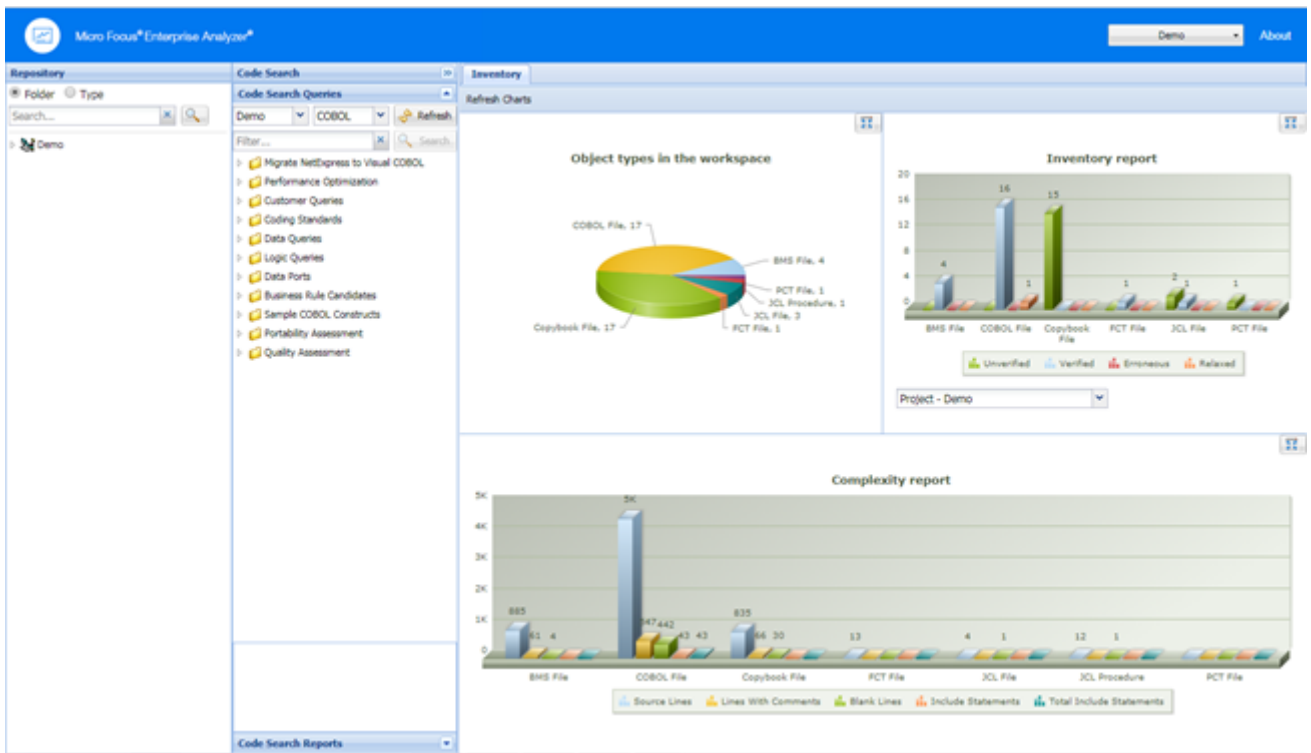 Micro Focus® Enterprise Analyzer®
Demo
About
Repository
Folder Type
Search...
Demo
Code Search
Code Search Queries
Demo COBOL Refresh
Filter... Search
Migrate NetExpress to Visual COBOL
Performance Optimization
Customer Queries
Coding Standards
Data Queries
Logic Queries
Data Ports
Business Rule Candidates
Sample COBOL Constructs
Portability Assessment
Quality Assessment
Code Search Reports
Inventory
Refresh Charts
Object types in the workspace
COBOL File, 17
BMS File, 4
PCT File, 1
JCL Procedure, 1
JCL File, 3
FCT File, 1
Copybook File, 17
Inventory report
20
16
12
8
4
0
4
16
1
15
1
2
1
1
BMS File
COBOL File
Copybook File
FCT File
JCL File
PCT File
Unverified Verified Erroneous Relaxed
Project - Demo
Complexity report
5K
4K
3K
2K
1K
0
885 61 4
5K 547 442 43 43
835 66 30
13
4 1
12 1
BMS File COBOL File Copybook File FCT File JCL File JCL Procedure PCT File
Source Lines Lines With Comments Blank Lines Include Statements Total Include Statements